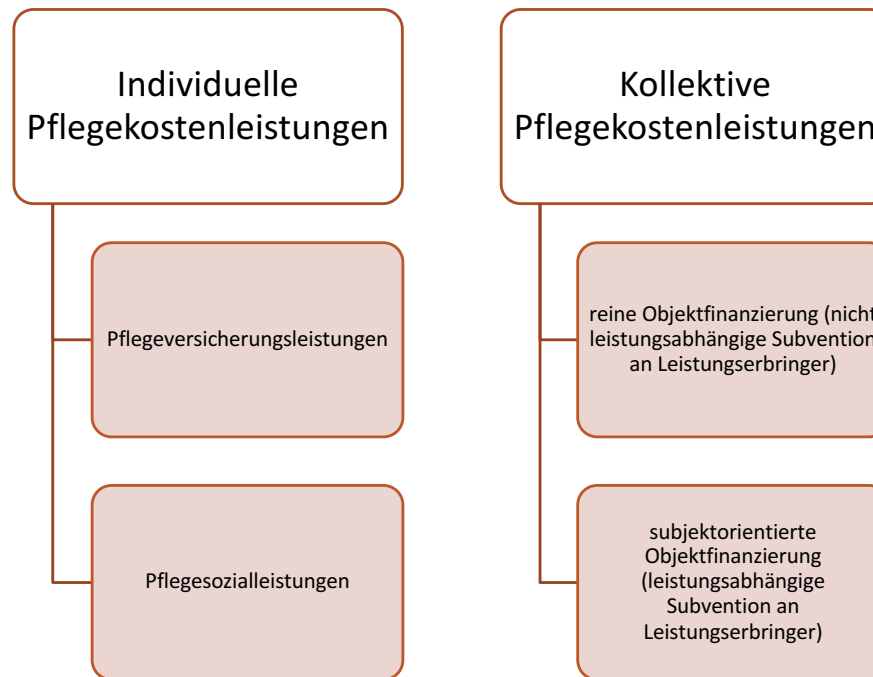 Individuelle
Pflegekostenleistungen
Pflegeversicherungsleistungen
Pflegesozialleistungen
Kollektive
Pflegekostenleistungen
reine Objektfinanzierung (nicht
leistungsabhängige Subvention
an Leistungserbringer)
subjektorientierte
Objektfinanzierung
(leistungsabhängige
Subvention an
Leistungserbringer)